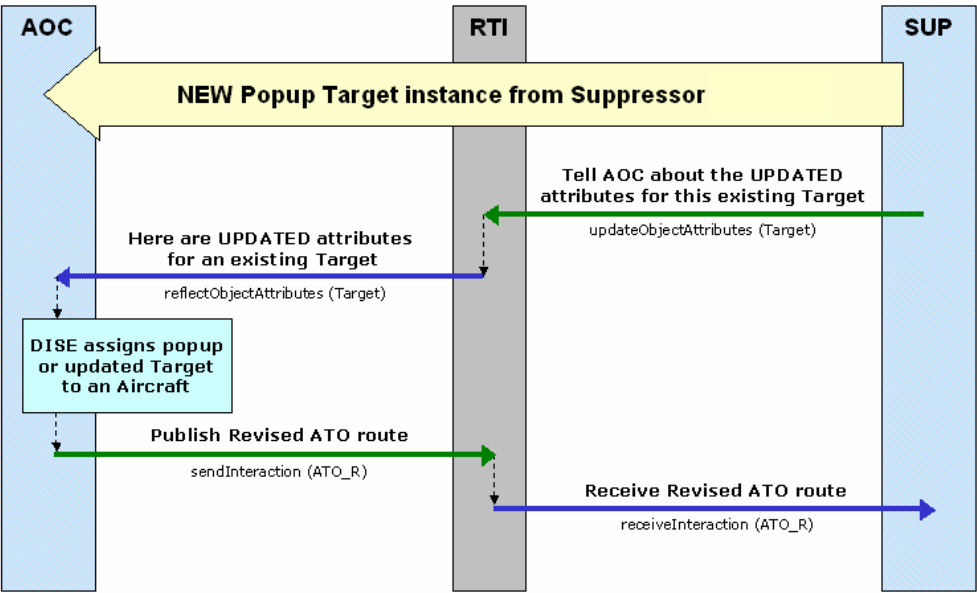 AOC
RTI
SUP
NEW Popup Target instance from Suppressor
Tell AOC about the UPDATED
attributes for this existing Target
updateObjectAttributes (Target)
Here are UPDATED attributes
for an existing Target
reflectObjectAttributes (Target)
DISE assigns popup
or updated Target
to an Aircraft
Publish Revised ATO route
sendInteraction (ATO_R)
Receive Revised ATO route
receiveInteraction (ATO_R)